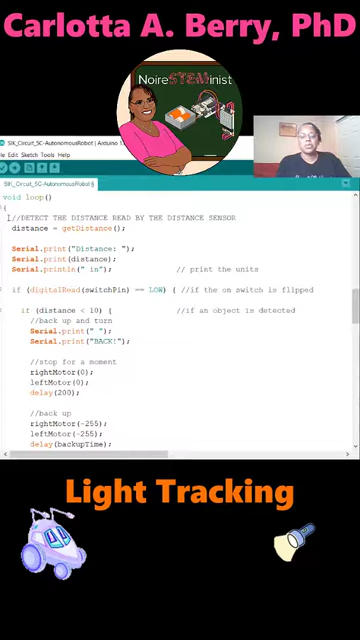 Carlotta A. Berry, PhD
NoireSTEMinist
SIK_Circuit_5C-AutonomousRobot | Arduino 1
File Edit Sketch Tools Help
SIK_Circuit_5C-AutonomousRobot §
void loop()
{
//DETECT THE DISTANCE READ BY THE DISTANCE SENSOR
distance = getDistance();
Serial.print("Distance: ");
Serial.print(distance);
Serial.println(" in"); // print the units
if (digitalRead(switchPin) == LOW) { //if the on switch is flipped
if (distance < 10) { //if an object is detected
//back up and turn
Serial.print(" ");
Serial.print("BACK!");
//stop for a moment
rightMotor(0);
leftMotor(0);
delay(200);
//back up
rightMotor(-255);
leftMotor(-255);
delay(backupTime);
Light Tracking